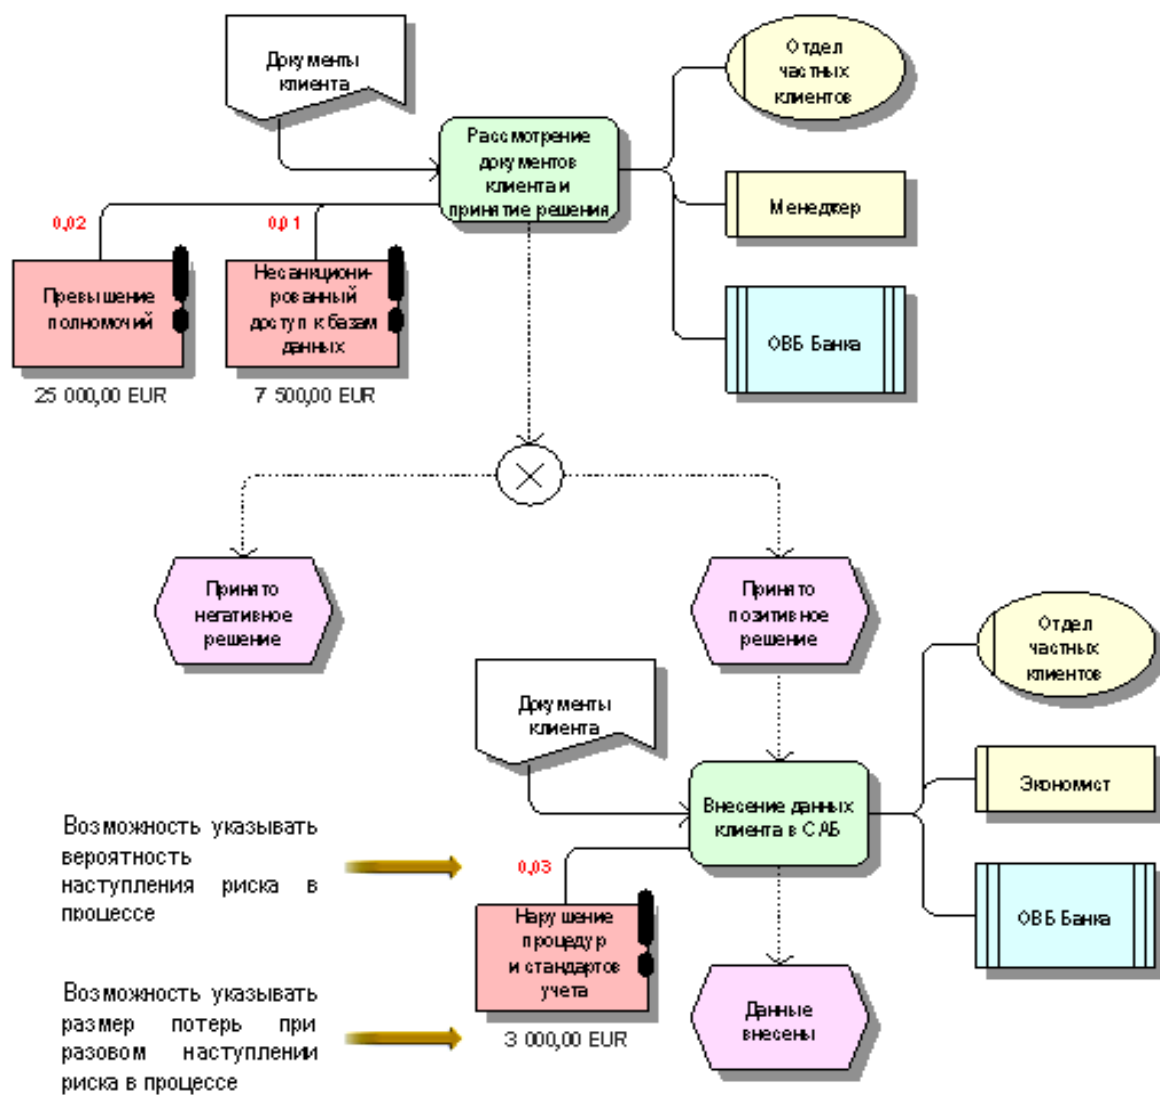 Документы
клиента
Отдел
частных
клиентов
Рассмотрение
документов
клиента и
принятие решения
Менеджер
0,02
0,01
Превышение
полномочий
Несанкциони-
рованный
доступ к базам
данных
ОВБ Банка
25 000,00 EUR
7 500,00 EUR
Принято
негативное
решение
Принято
позитивное
решение
Отдел
частных
клиентов
Документы
клиента
Экономист
Внесение данных
клиента в САБ
Возможность указывать
вероятность
наступления риска в
процессе
0,03
Нарушение
процедур
и стандартов
учета
ОВБ Банка
Возможность указывать
размер потерь при
разовом наступлении
риска в процессе
3 000,00 EUR
Данные
внесены